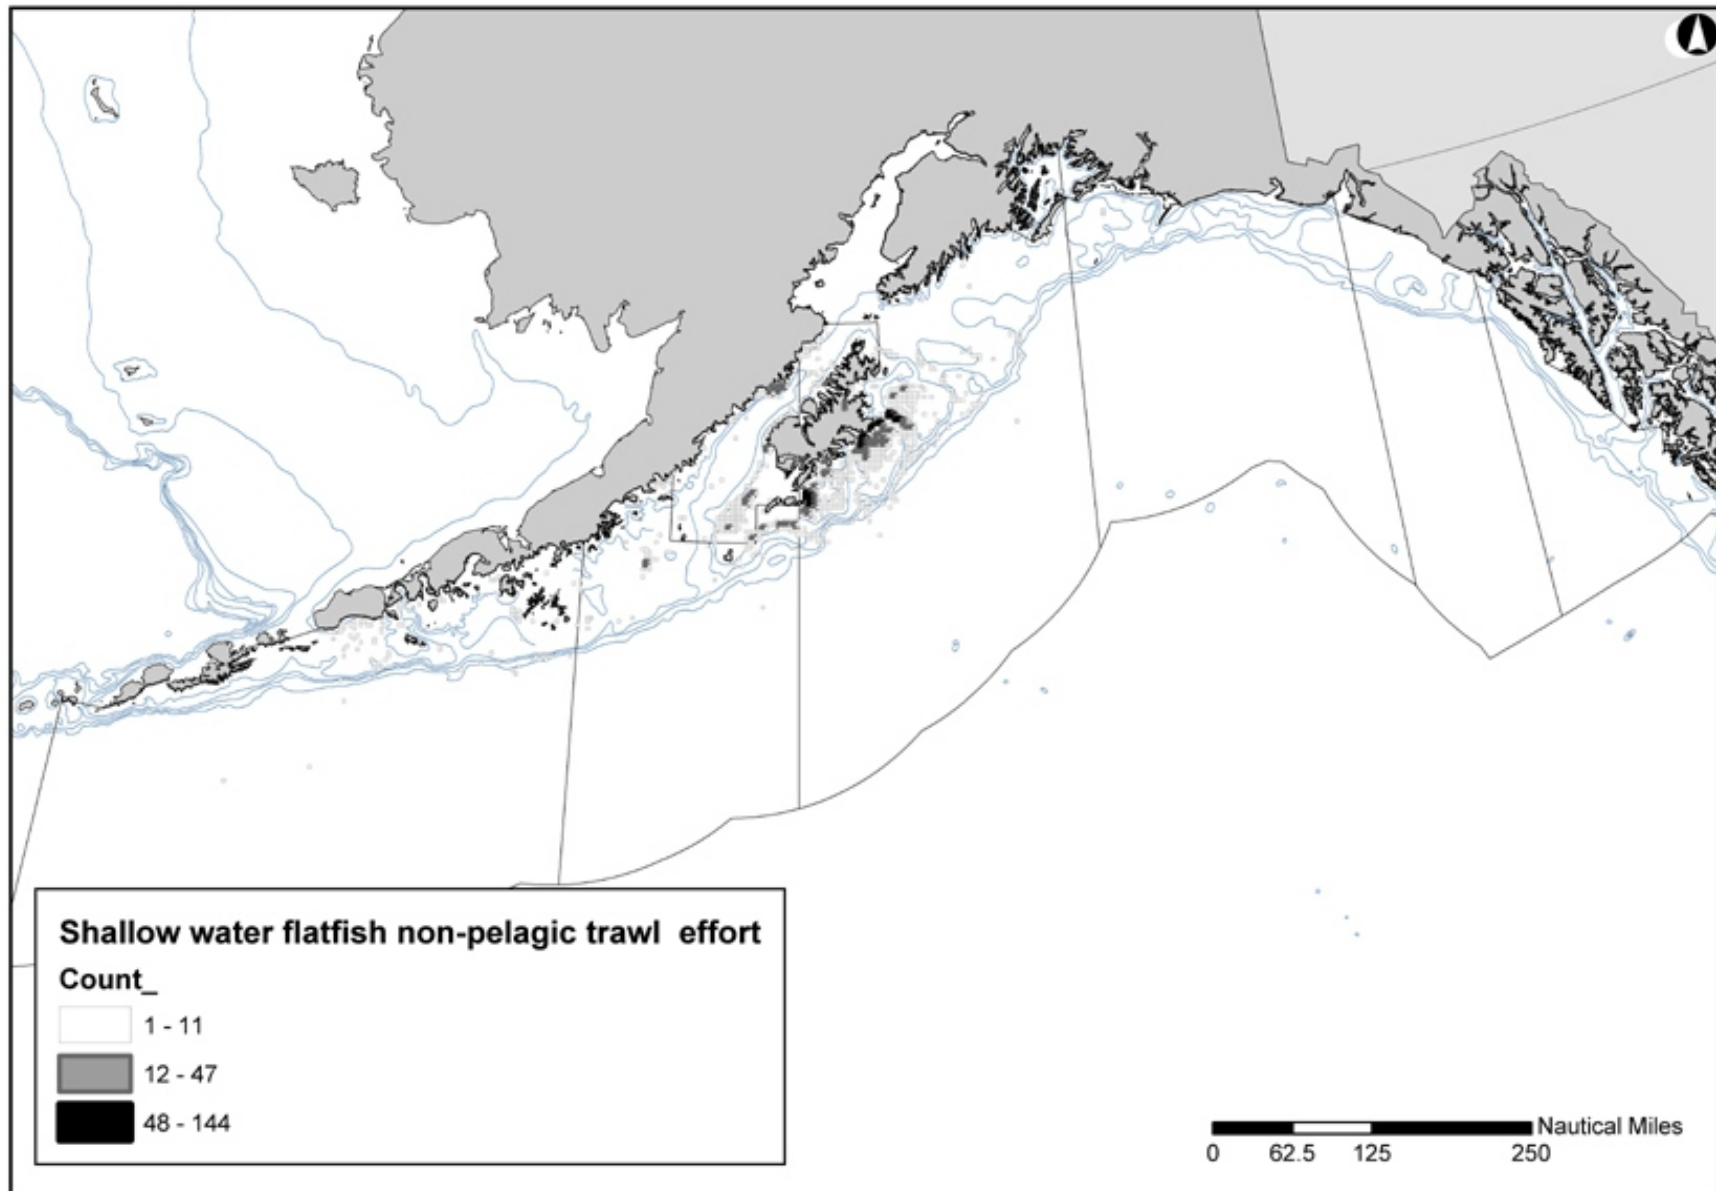 Shallow water flatfish non-pelagic trawl effort
Count_
1 - 11
12 - 47
48 - 144
Nautical Miles
0 62.5 125 250